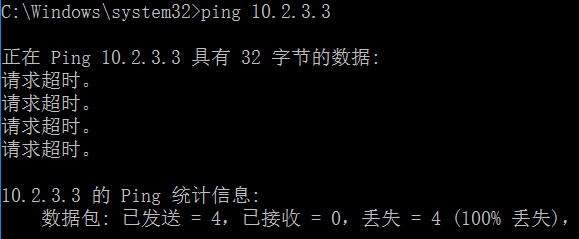 C:\Windows\system32>ping 10.2.3.3
正在 Ping 10.2.3.3 具有 32 字节的数据:
请求超时。
请求超时。
请求超时。
请求超时。
10.2.3.3 的 Ping 统计信息:
数据包: 已发送 = 4，已接收 = 0，丢失 = 4 (100% 丢失)，